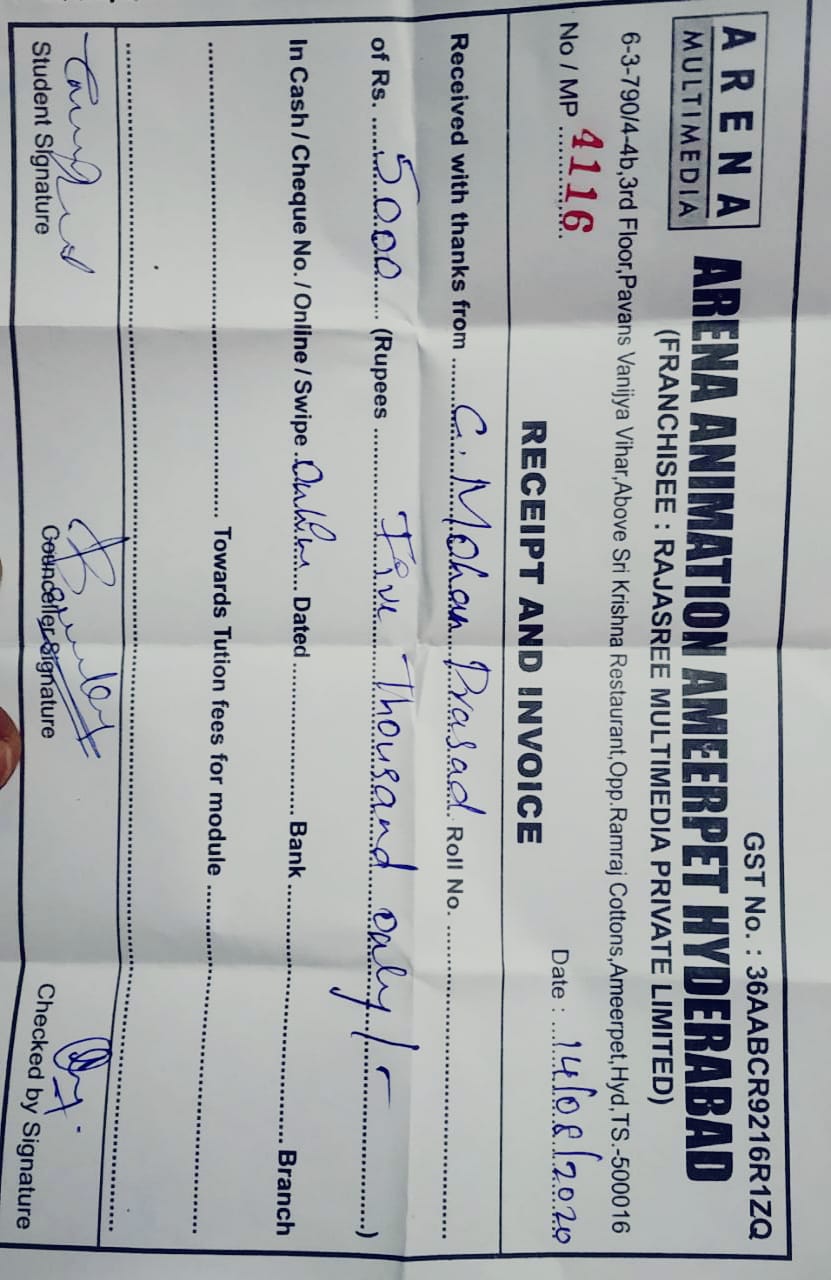 GST No. : 36AABCR9216R1ZQ
ARENA
MULTIMEDIA
ARENA ANIMATION AMEERPET HYDERABAD
(FRANCHISEE : RAJASREE MULTIMEDIA PRIVATE LIMITED)
6-3-790/4-4b,3rd Floor,Pavans Vanijya Vihar,Above Sri Krishna Restaurant,Opp.Ramraj Cottons,Ameerpet,Hyd,TS.-500016
No / MP 4116 Date : 14/08/2020
RECEIPT AND INVOICE
Received with thanks from G. Mohan Prasad Roll No.
of Rs. 5000 (Rupees Five Thousand only/- )
In Cash / Cheque No. / Online / Swipe Online Dated Bank Branch
Towards Tution fees for module
Student Signature Counceller Signature Checked by Signature